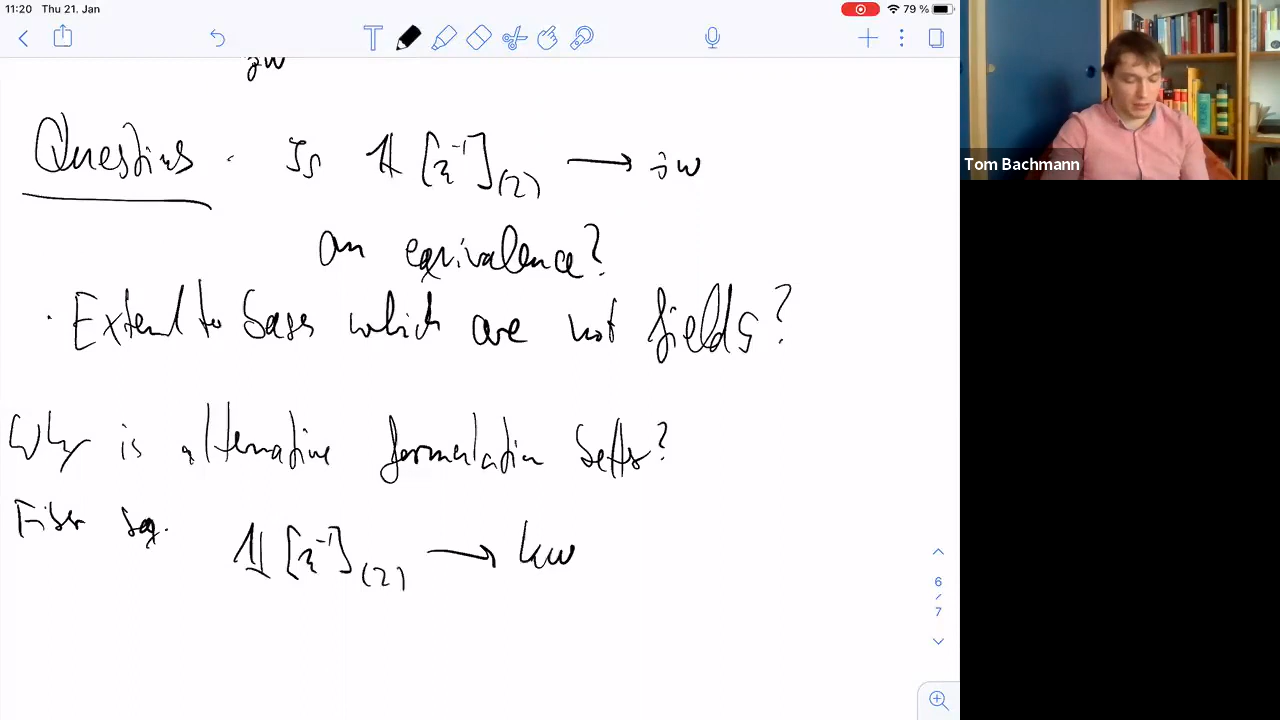 11:20 Thu 21. Jan
79 %
Tom Bachmann
Questions · Is 𝟙[η⁻¹]₍₂₎ → jw
an equivalence?
· Extend to bases which are not fields?
Why is alternative formulation better?
Fiber seq. 𝟙[η⁻¹]₍₂₎ → kw
6
/
7